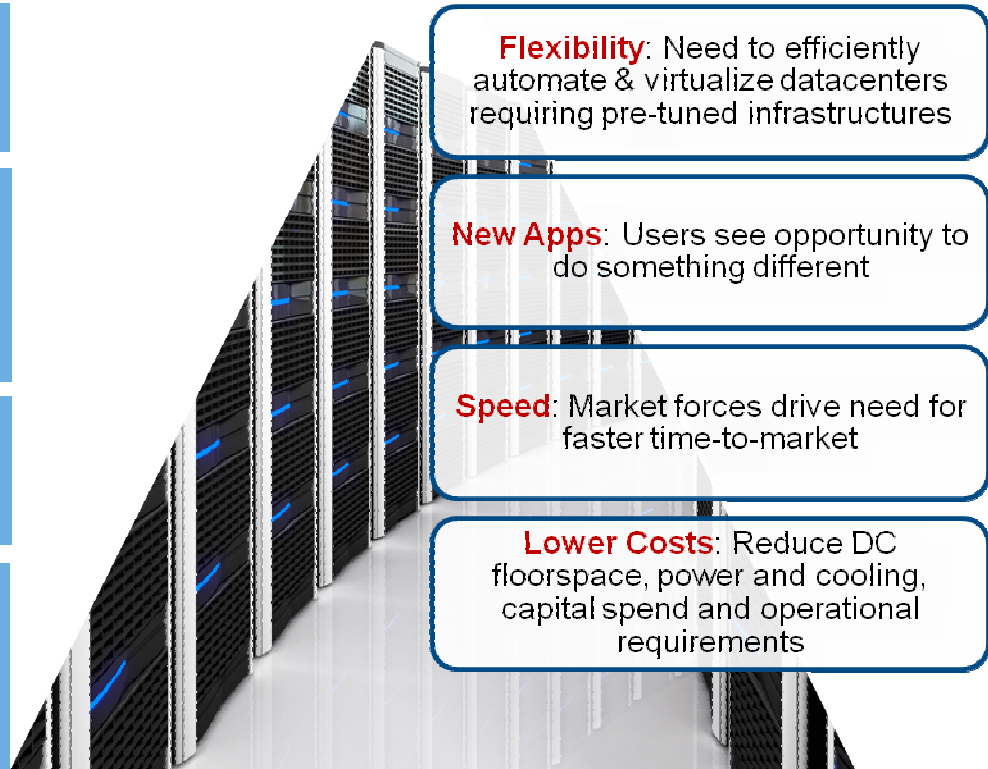 Flexibility: Need to efficiently
automate & virtualize datacenters
requiring pre-tuned infrastructures
New Apps: Users see opportunity to
do something different
Speed: Market forces drive need for
faster time-to-market
Lower Costs: Reduce DC
floorspace, power and cooling,
capital spend and operational
requirements